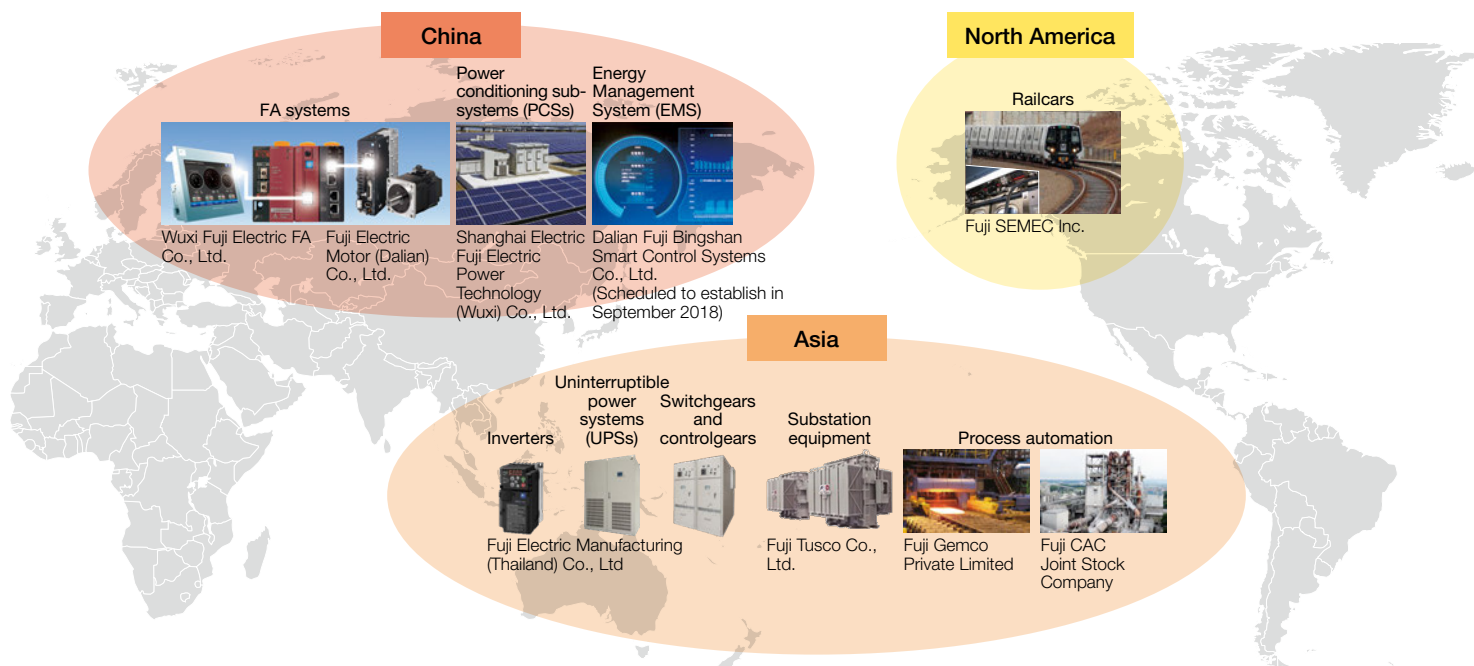 China
FA systems
Power
conditioning sub-
systems (PCSs)
Energy
Management
System (EMS)
Wuxi Fuji Electric FA
Co., Ltd.
Fuji Electric
Motor (Dalian)
Co., Ltd.
Shanghai Electric
Fuji Electric
Power
Technology
(Wuxi) Co., Ltd.
Dalian Fuji Bingshan
Smart Control Systems
Co., Ltd.
(Scheduled to establish in
September 2018)
North America
Railcars
Fuji SEMEC Inc.
Asia
Inverters
Uninterruptible
power
systems
(UPSs)
Switchgears
and
controlgears
Substation
equipment
Process automation
Fuji Electric Manufacturing
(Thailand) Co., Ltd
Fuji Tusco Co.,
Ltd.
Fuji Gemco
Private Limited
Fuji CAC
Joint Stock
Company